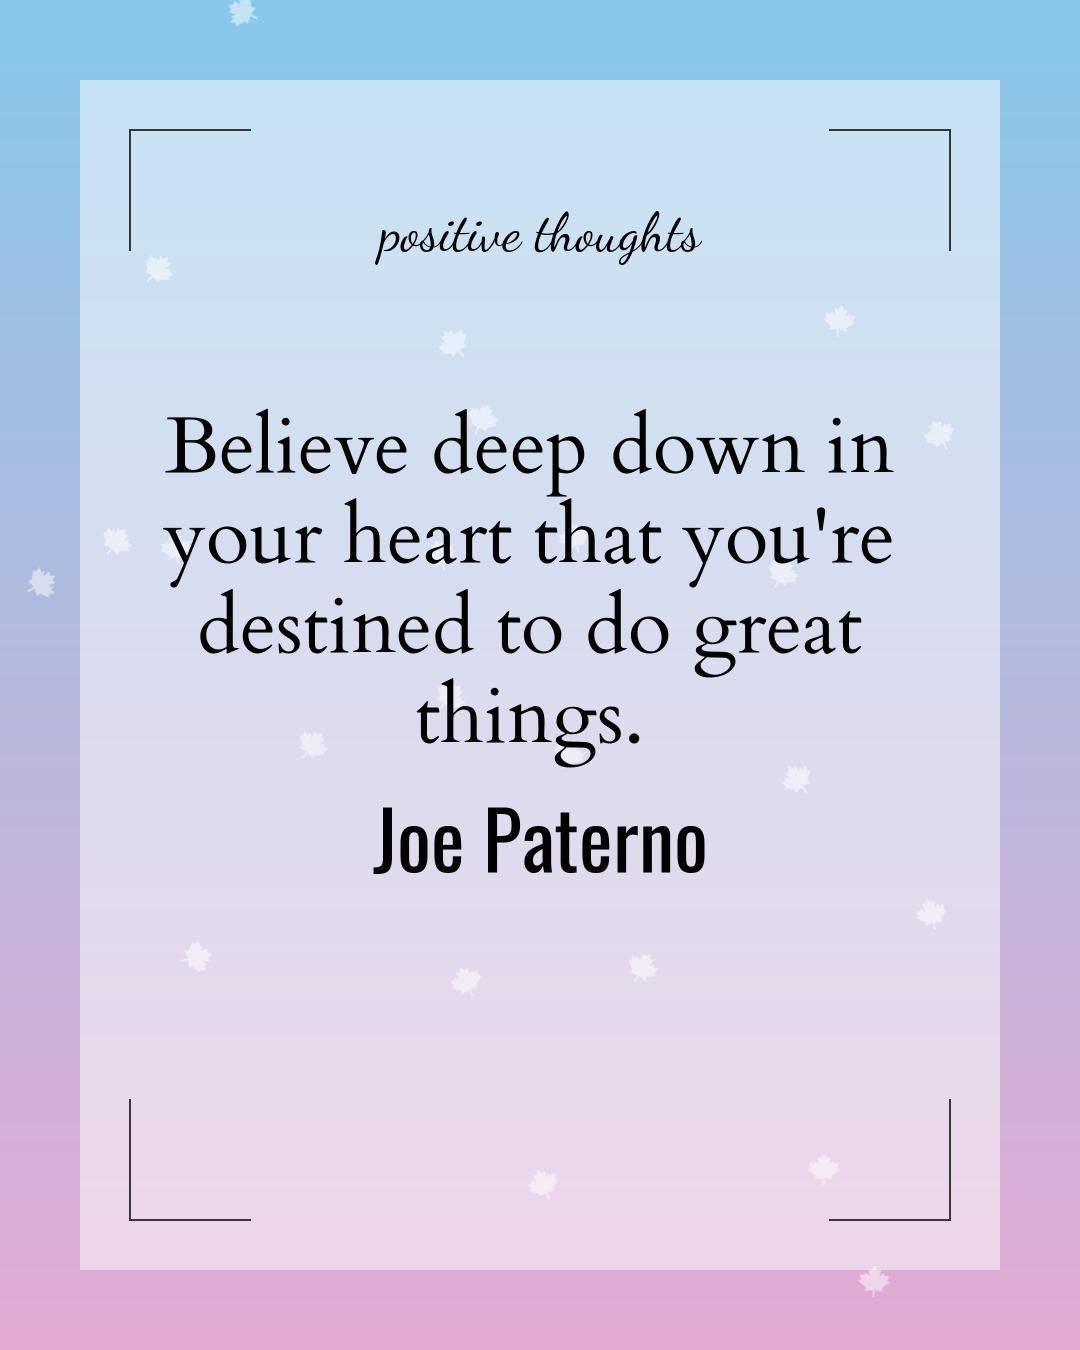 positive thoughts
Believe deep down in
your heart that you're
destined to do great
things.
Joe Paterno